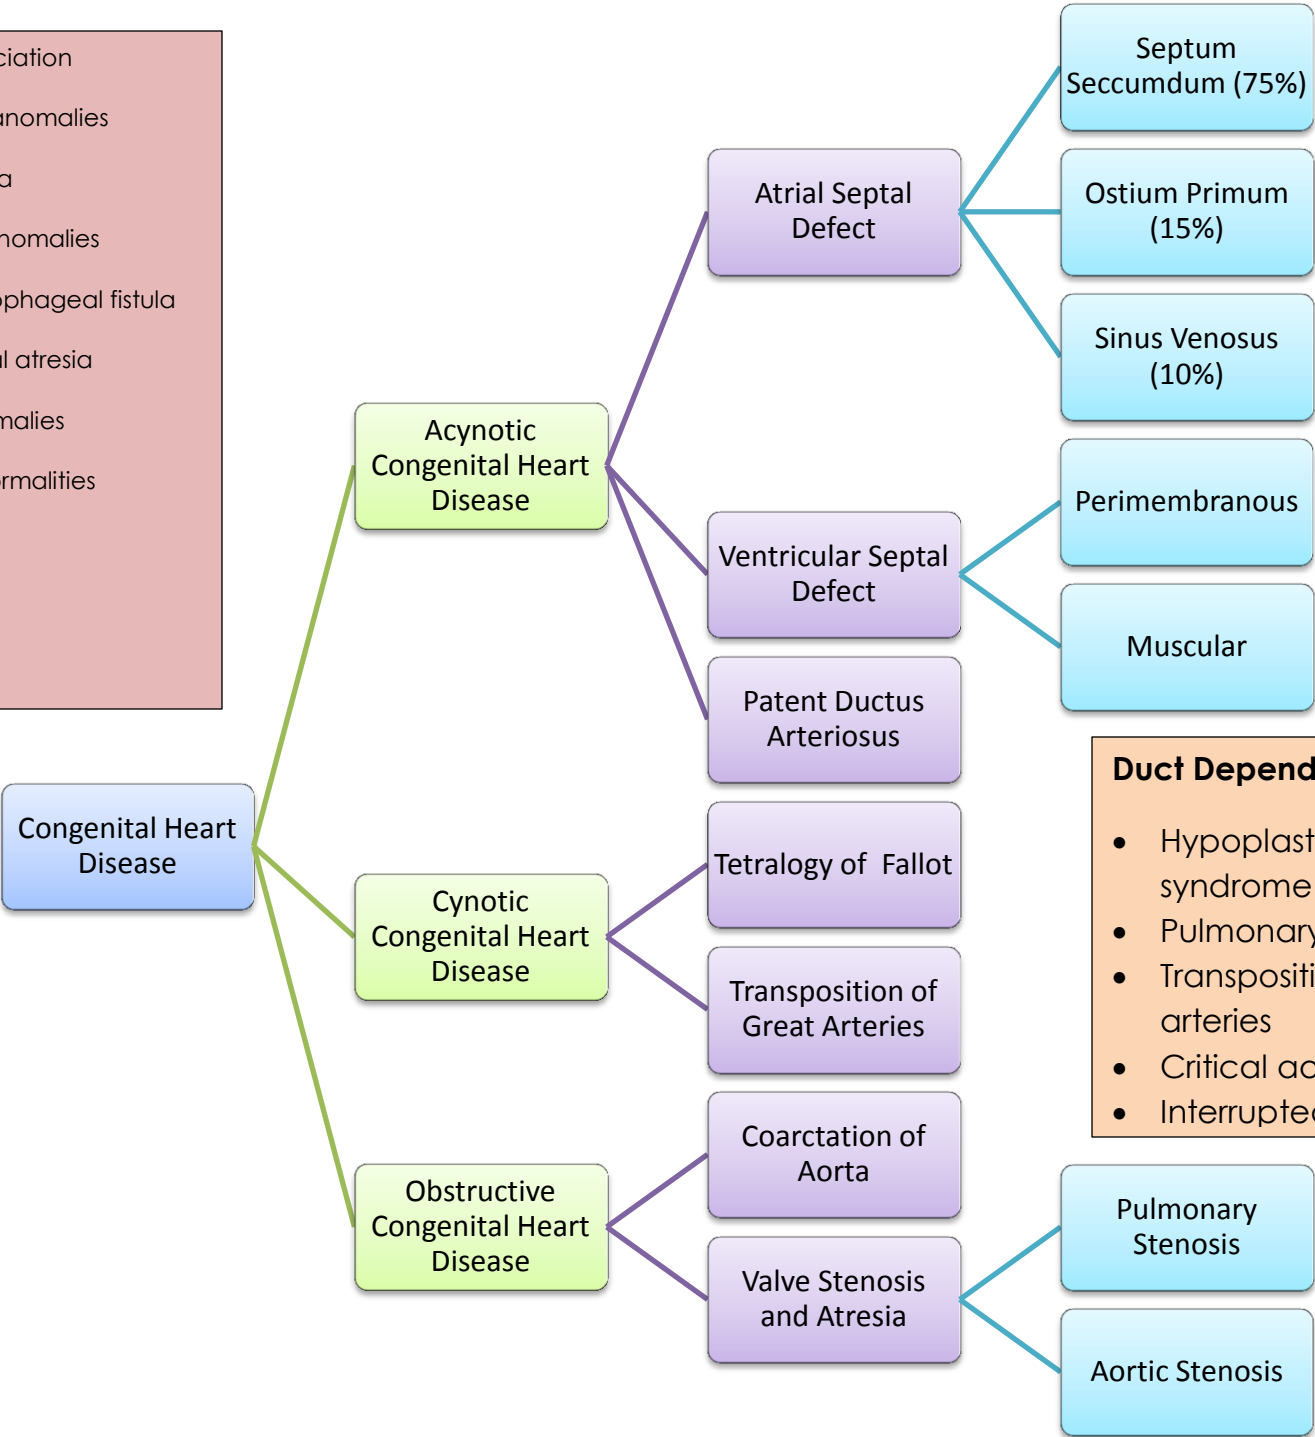 ciation
anomalies
a
nomalies
ophageal fistula
al atresia
malies
ormalities
Congenital Heart
Disease
Acynotic
Congenital Heart
Disease
Cynotic
Congenital Heart
Disease
Obstructive
Congenital Heart
Disease
Atrial Septal
Defect
Ventricular Septal
Defect
Patent Ductus
Arteriosus
Tetralogy of Fallot
Transposition of
Great Arteries
Coarctation of
Aorta
Valve Stenosis
and Atresia
Septum
Seccumdum (75%)
Ostium Primum
(15%)
Sinus Venosus
(10%)
Perimembranous
Muscular
Duct Depend
• Hypoplast
syndrome
• Pulmonary
• Transpositi
arteries
• Critical
• Interrupted
Pulmonary
Stenosis
Aortic Stenosis